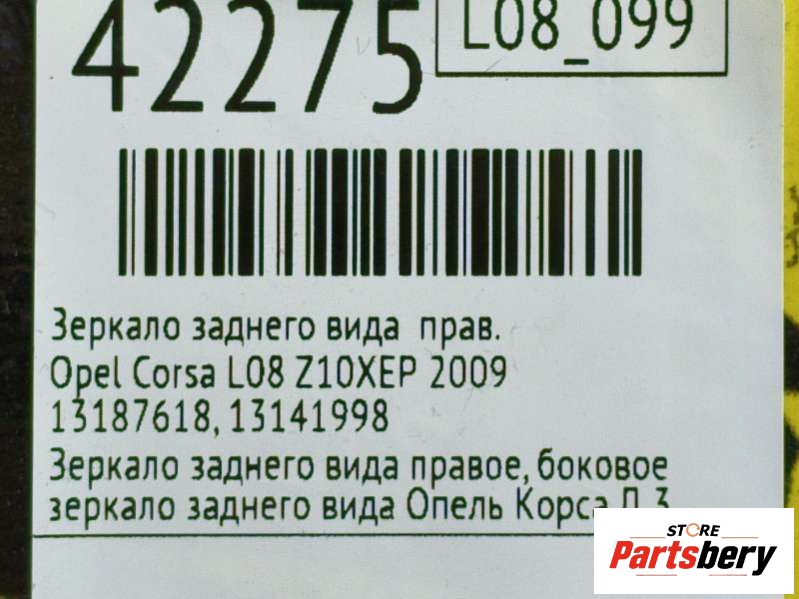 42275
L08_099
Зеркало заднего вида прав.
Opel Corsa L08 Z10XEP 2009
13187618, 13141998
Зеркало заднего вида правое, боковое
зеркало заднего вида Опель Корса
STORE
Partsbery